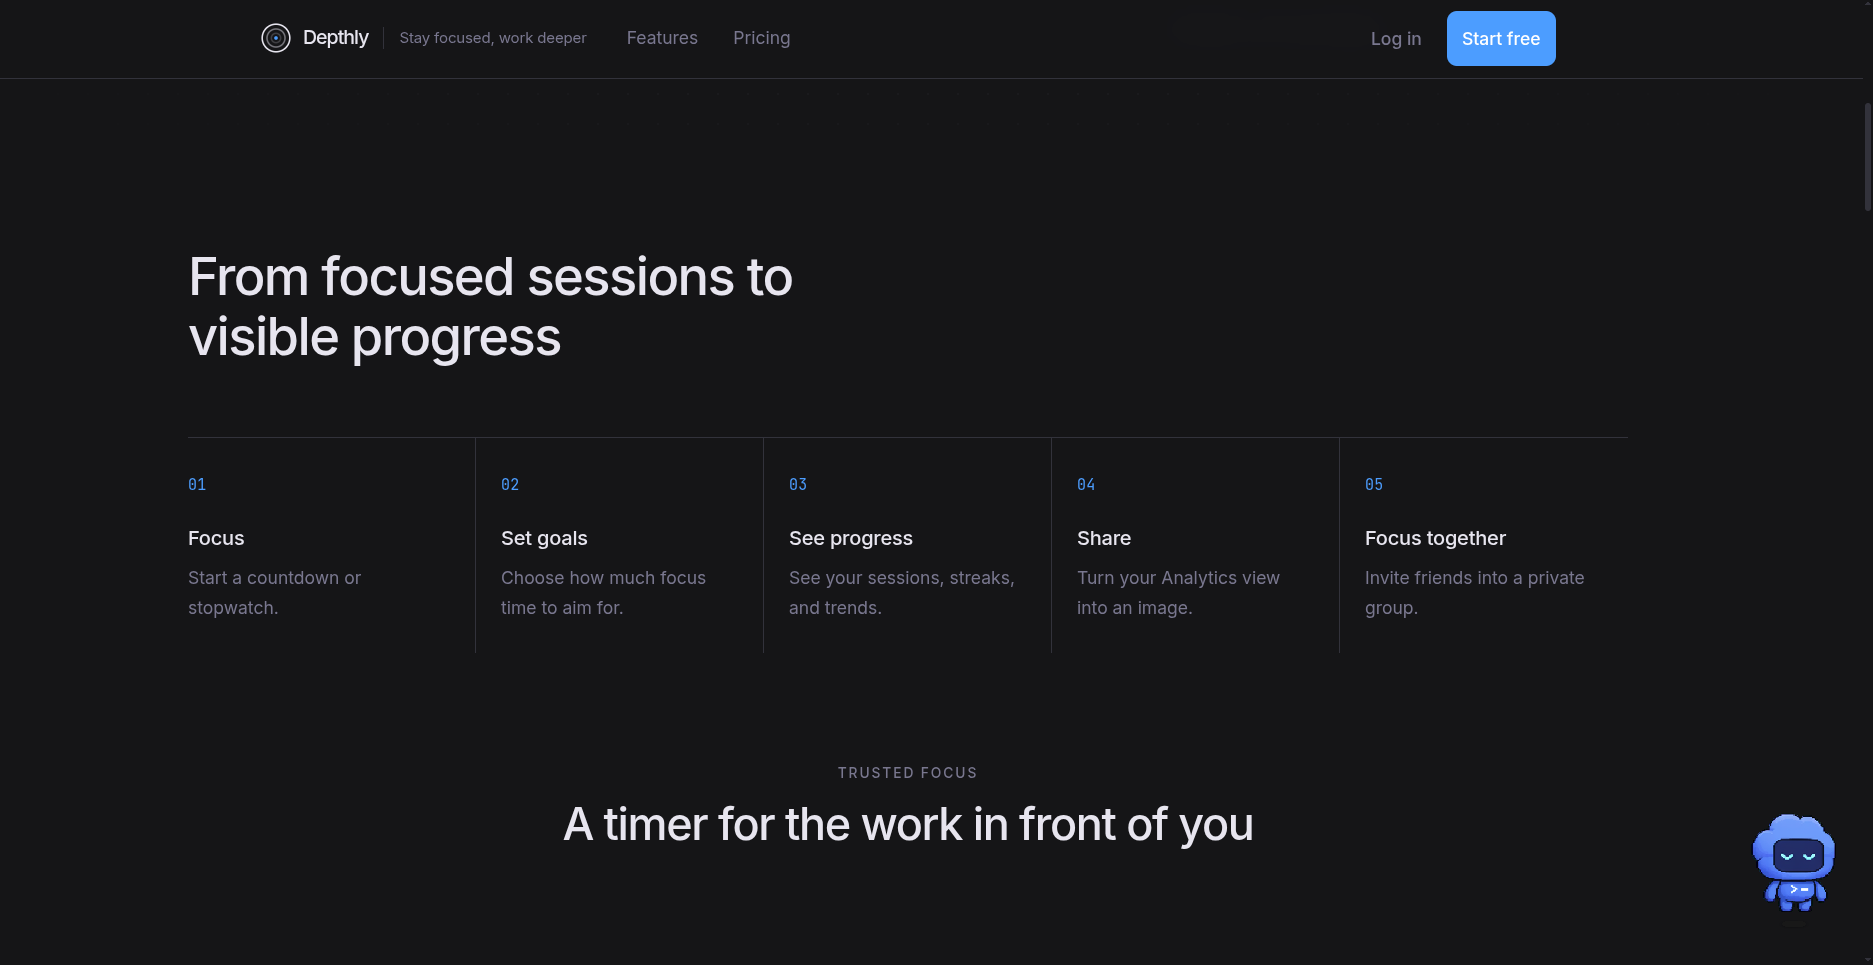 Depthly
Stay focused, work deeper
Features
Pricing
Log in
Start free
From focused sessions to
visible progress
01
Focus
Start a countdown or
stopwatch.
02
Set goals
Choose how much focus
time to aim for.
03
See progress
See your sessions, streaks,
and trends.
04
Share
Turn your Analytics view
into an image.
05
Focus together
Invite friends into a private
group.
TRUSTED FOCUS
A timer for the work in front of you